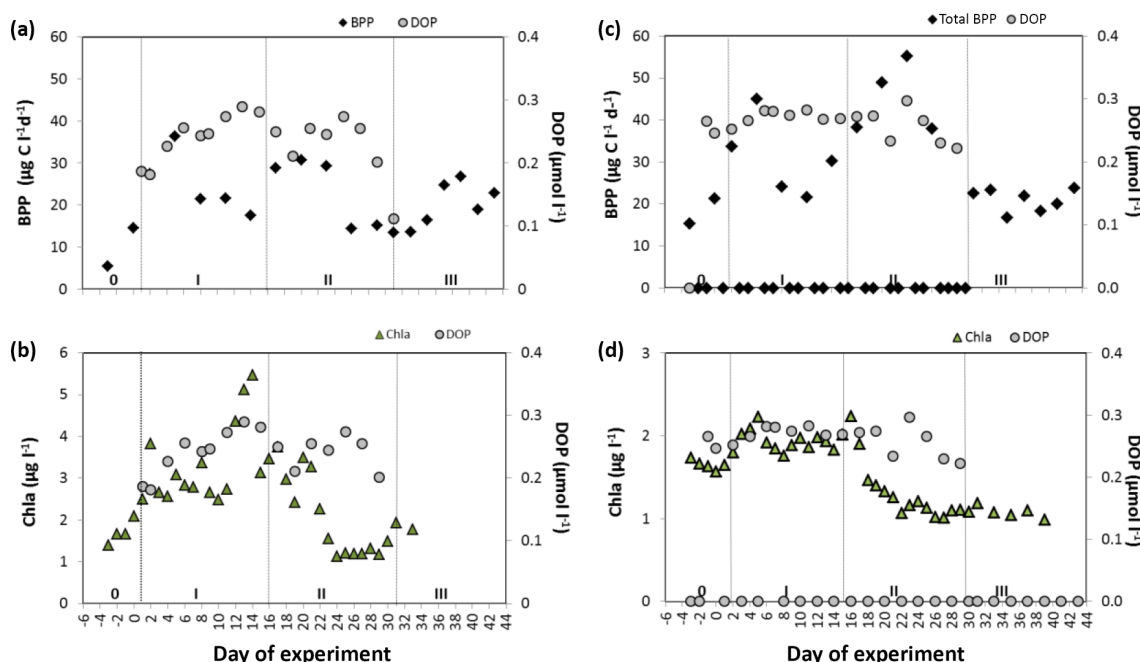 (a)
BPP DOP
60 50 40 30 20 10 0
BPP (µg C l⁻¹d⁻¹)
0.4 0.3 0.2 0.1 0
DOP (µmol l⁻¹)
0 I II III
(c)
Total BPP DOP
60 50 40 30 20 10 0
BPP (µg C l⁻¹ d⁻¹)
0.4 0.3 0.2 0.1 0.0
DOP (µmol l⁻¹)
0 I II III
(b)
Chla DOP
6 5 4 3 2 1 0
Chla (µg l⁻¹)
0.4 0.3 0.2 0.1 0.0
DOP (µmol l⁻¹)
0 I II III
-6 -4 -2 0 2 4 6 8 10 12 14 16 18 20 22 24 26 28 30 32 34 36 38 40 42 44
Day of experiment
(d)
Chla DOP
3 2 1 0
Chla (µg l⁻¹)
0.4 0.3 0.2 0.1 0.0
DOP (µmol l⁻¹)
0 I II III
-6 -4 -2 0 2 4 6 8 10 12 14 16 18 20 22 24 26 28 30 32 34 36 38 40 42 44
Day of experiment